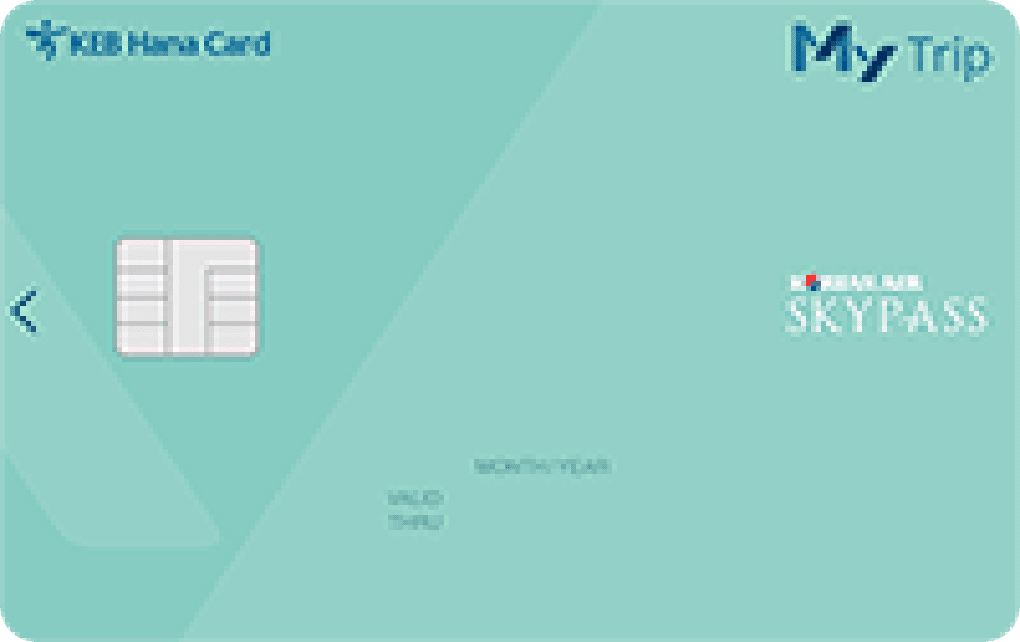 KEB Hana Card
My Trip
KOREAN AIR
SKYPASS
MONTH/YEAR
VALID
THRU